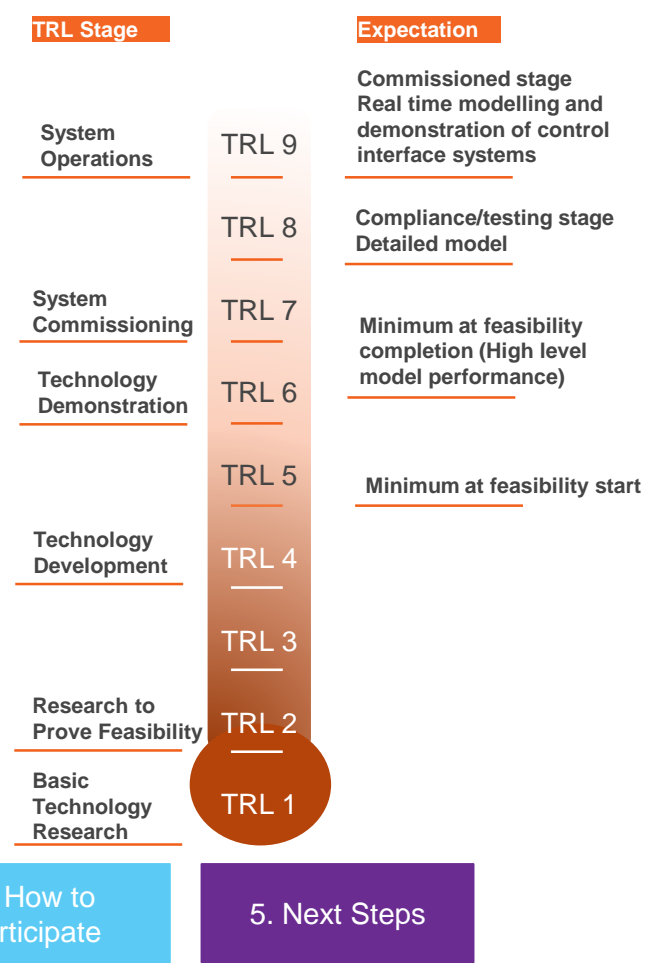 TRL Stage
Expectation
System
Operations
TRL 9
Commissioned stage
Real time modelling and
demonstration of control
interface systems
TRL 8
Compliance/testing stage
Detailed model
System
Commissioning
TRL 7
Minimum at feasibility
completion (High level
model performance)
Technology
Demonstration
TRL 6
TRL 5
Minimum at feasibility start
Technology
Development
TRL 4
TRL 3
Research to
Prove Feasibility
TRL 2
Basic
Technology
Research
TRL 1
How to
rticipate
5. Next Steps